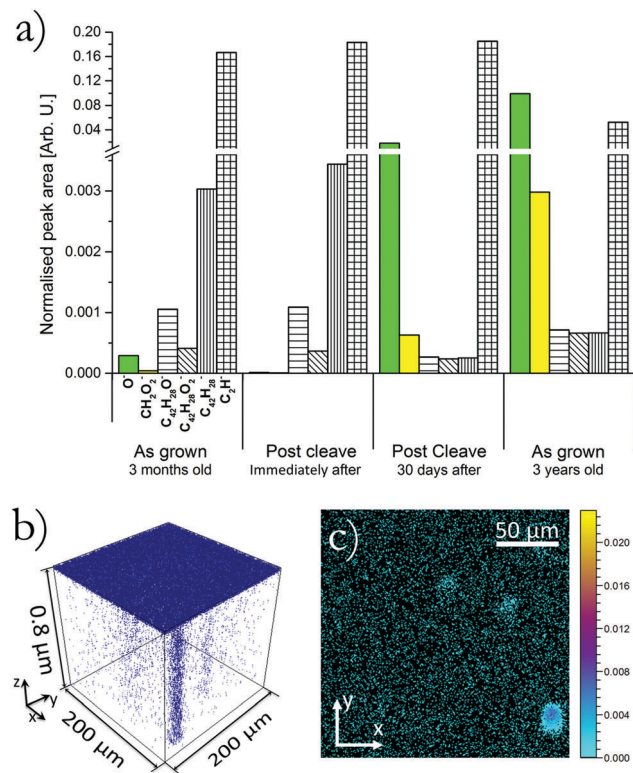 a)
Normalised peak area [Arb. U.]
0.20
0.16
0.12
0.08
0.04
0.003
0.002
0.001
0.000
O⁻
CH₂O₂⁻
C₄₂H₂₈O⁻
C₄₂H₂₈O₂⁻
C₄₂H₂₈⁻
C₂H⁻
As grown
3 months old
Post cleave
Immediately after
Post Cleave
30 days after
As grown
3 years old
b)
0.8 μm
z
y
x
200 μm
200 μm
c)
50 μm
y
x
0.020
0.016
0.012
0.008
0.004
0.000